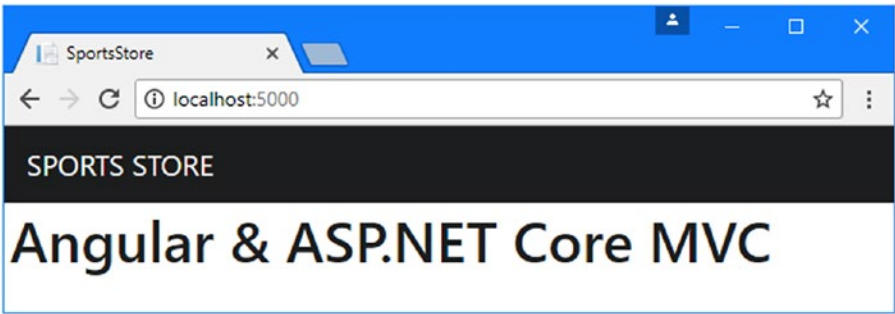 SportsStore
localhost:5000
SPORTS STORE
Angular & ASP.NET Core MVC